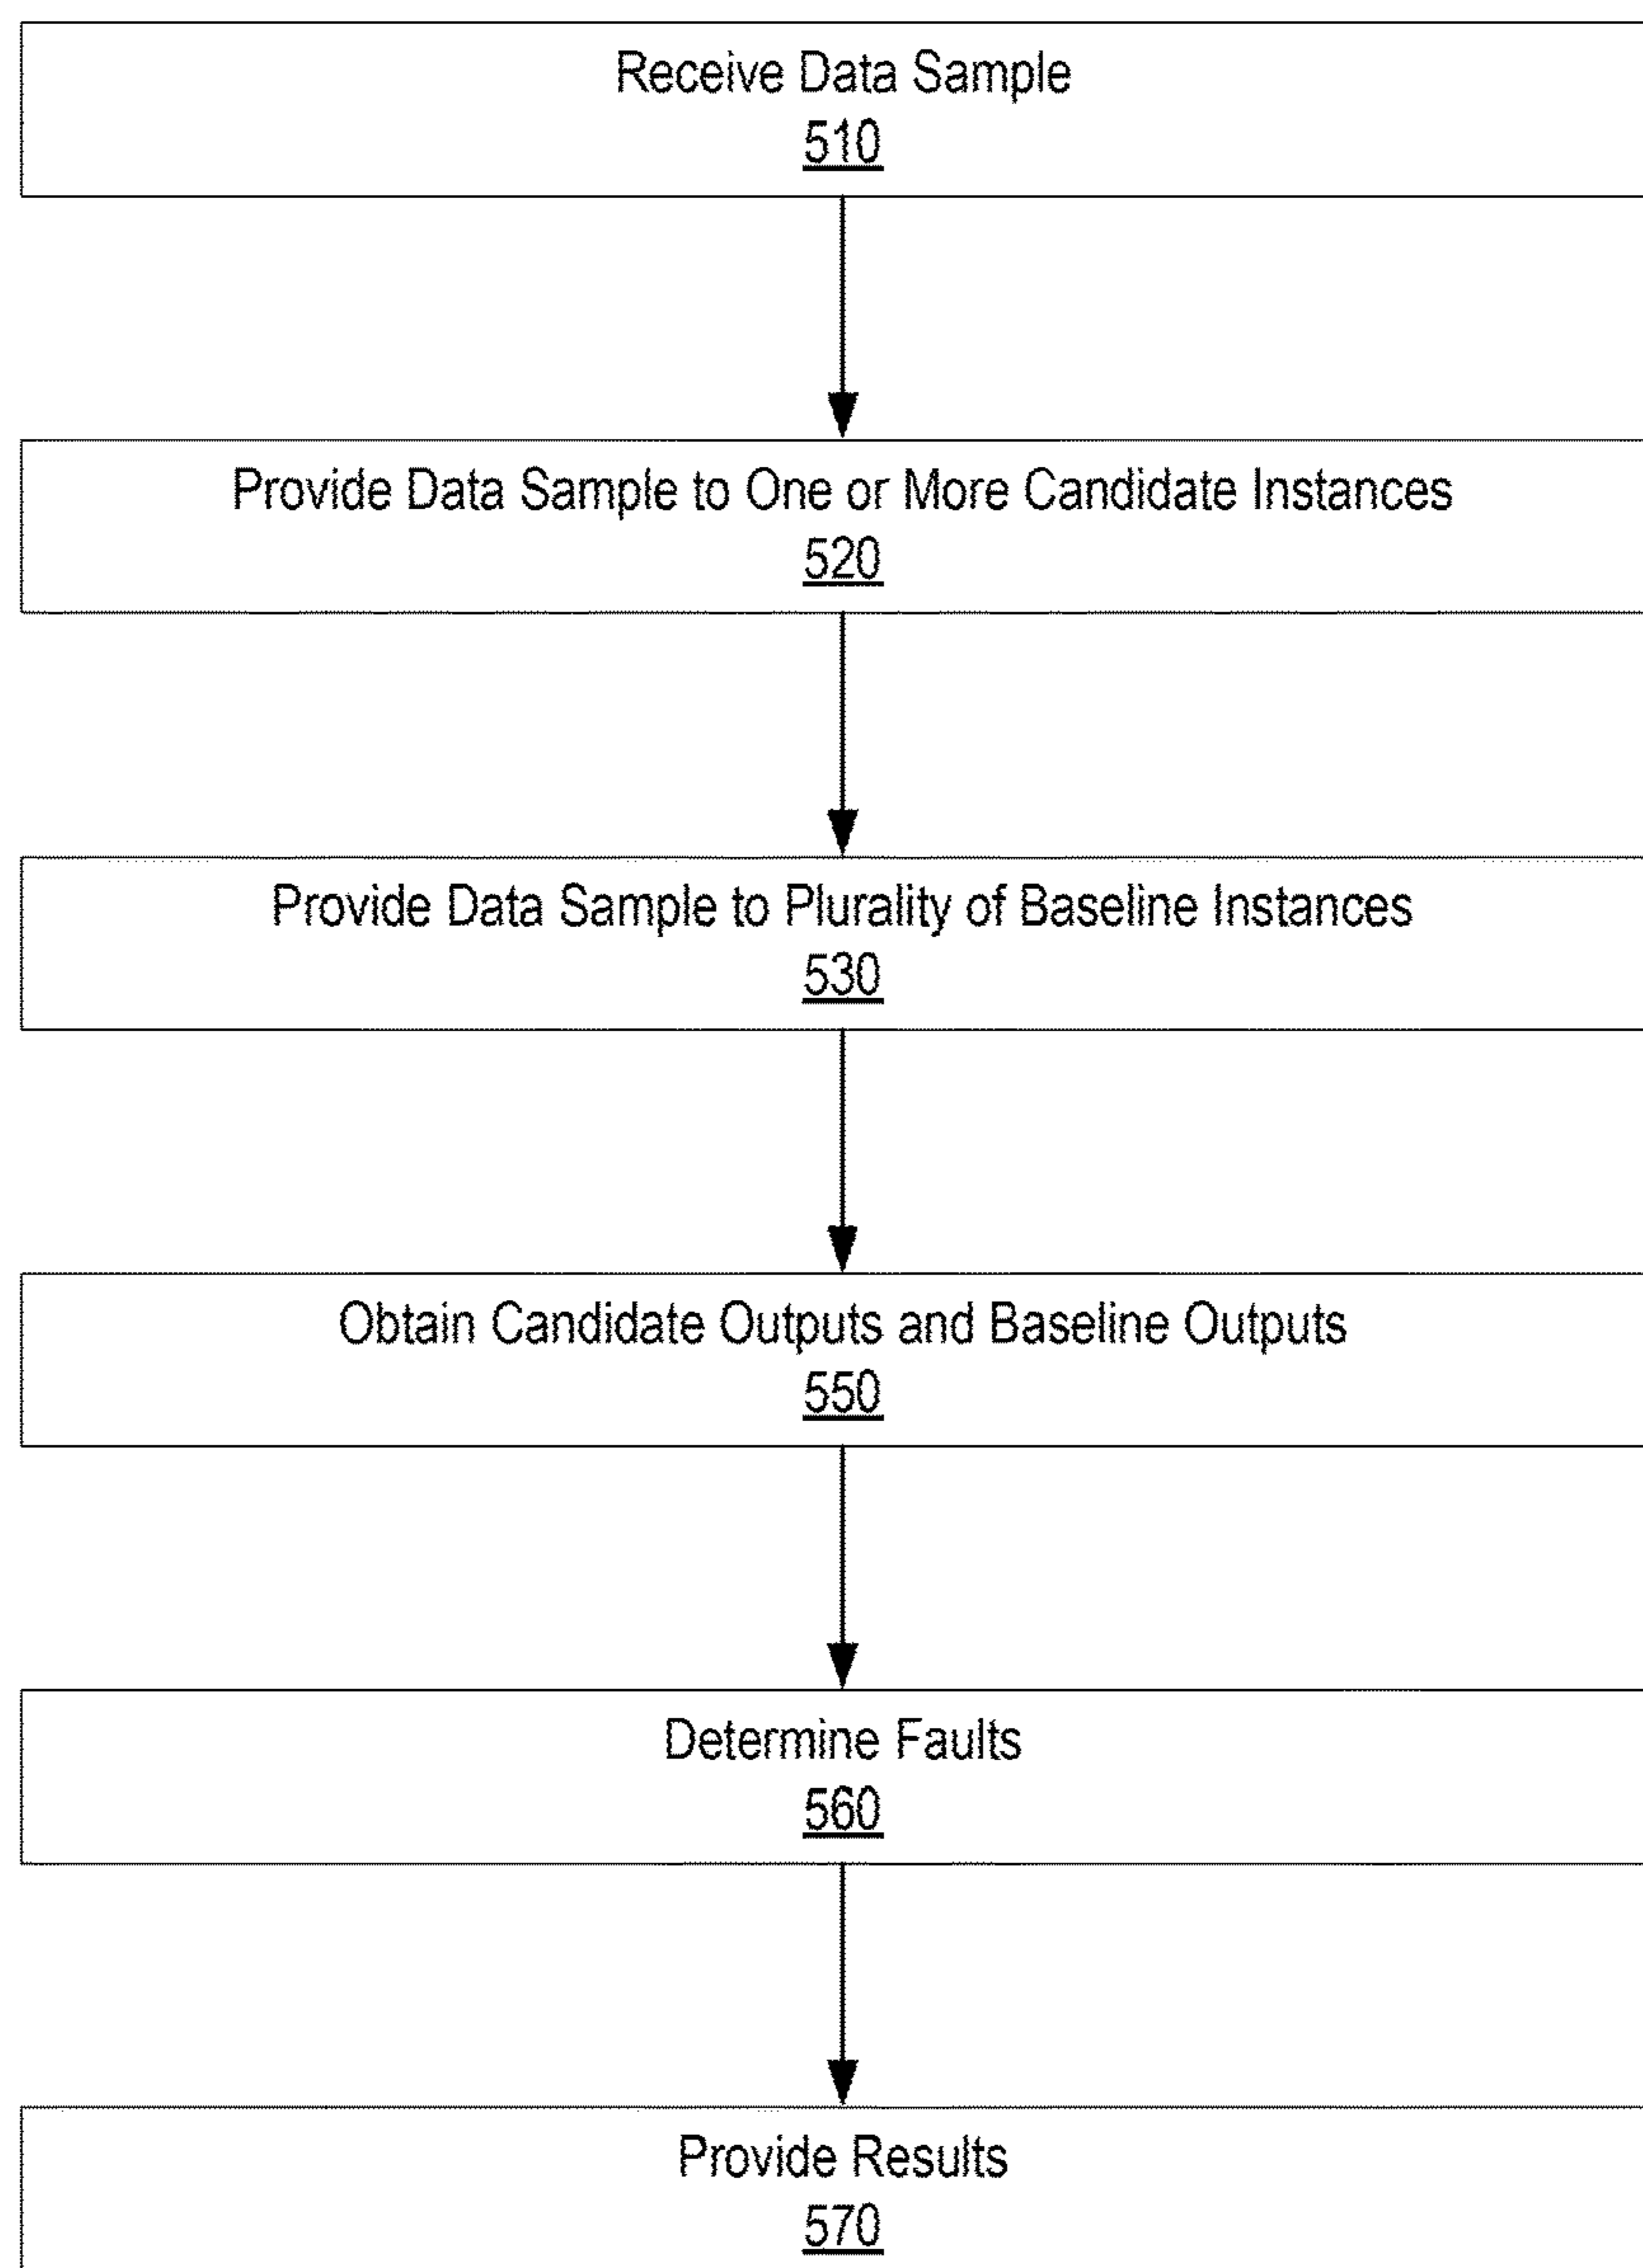 Receive Data Sample
510
Provide Data Sample to One or More Candidate Instances
520
Provide Data Sample to Plurality of Baseline Instances
530
Obtain Candidate Outputs and Baseline Outputs
550
Determine Faults
560
Provide Results
570